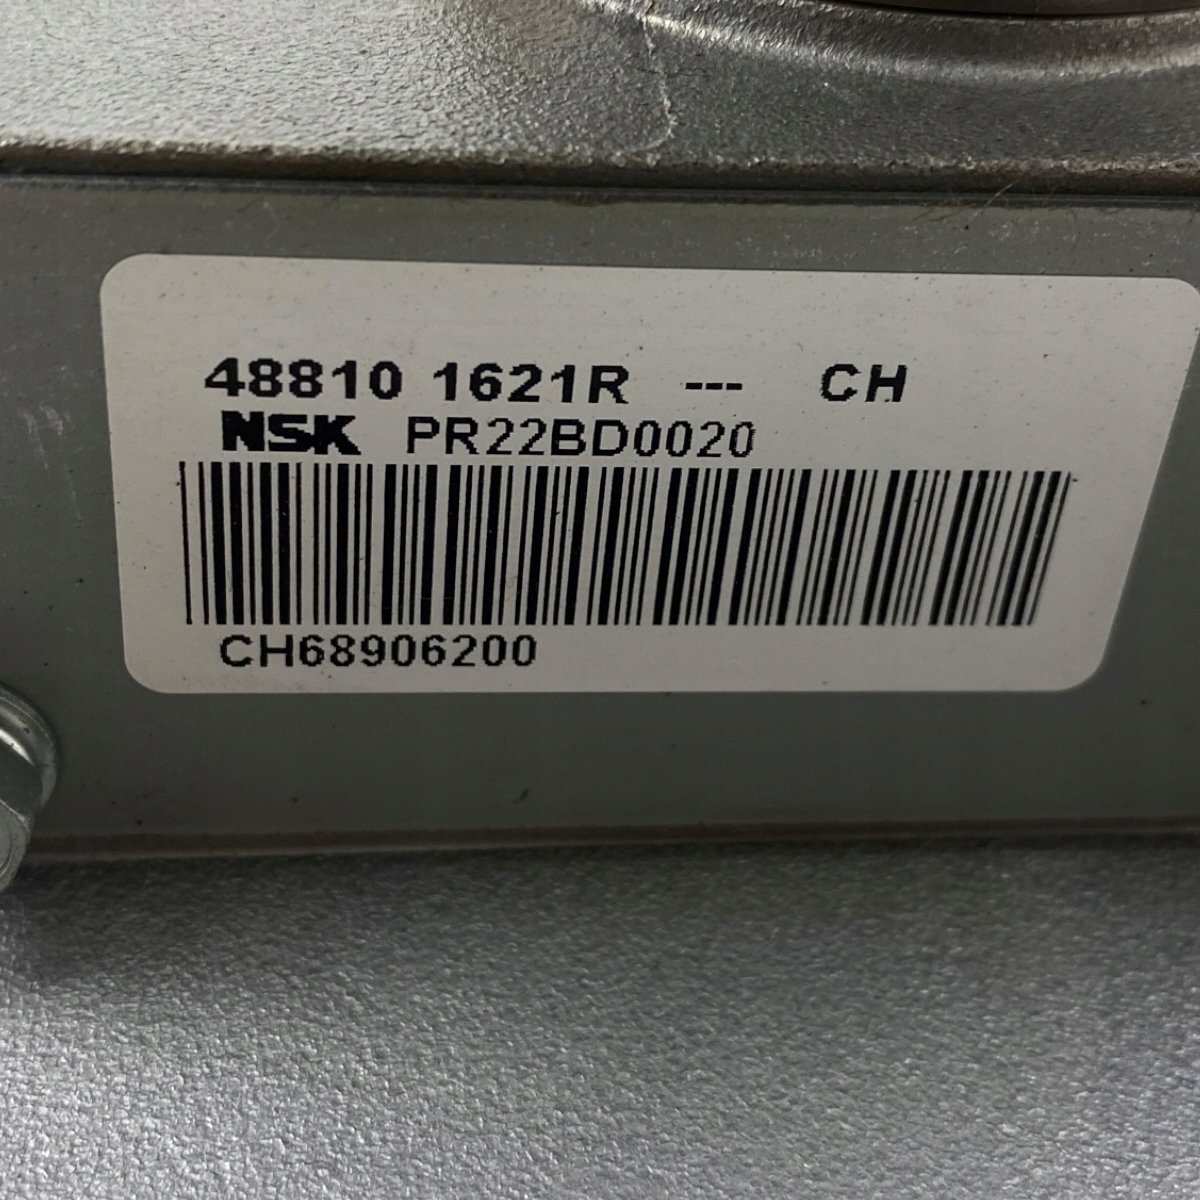 48810 1621R --- CH
NSK PR22BD0020
CH68906200